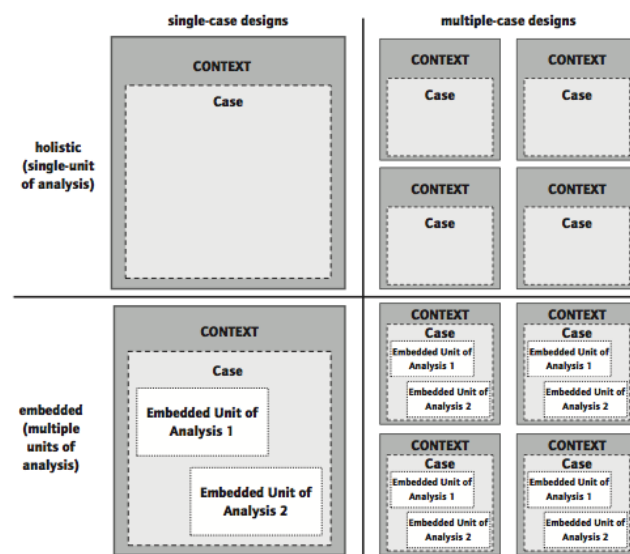 single-case designs
multiple-case designs
holistic
(single-unit
of analysis)
CONTEXT
Case
CONTEXT
Case
CONTEXT
Case
CONTEXT
Case
CONTEXT
Case
embedded
(multiple
units of
analysis)
CONTEXT
Case
Embedded Unit of
Analysis 1
Embedded Unit of
Analysis 2
CONTEXT
Case
Embedded Unit of
Analysis 1
Embedded Unit of
Analysis 2
CONTEXT
Case
Embedded Unit of
Analysis 1
Embedded Unit of
Analysis 2
CONTEXT
Case
Embedded Unit of
Analysis 1
Embedded Unit of
Analysis 2
CONTEXT
Case
Embedded Unit of
Analysis 1
Embedded Unit of
Analysis 2